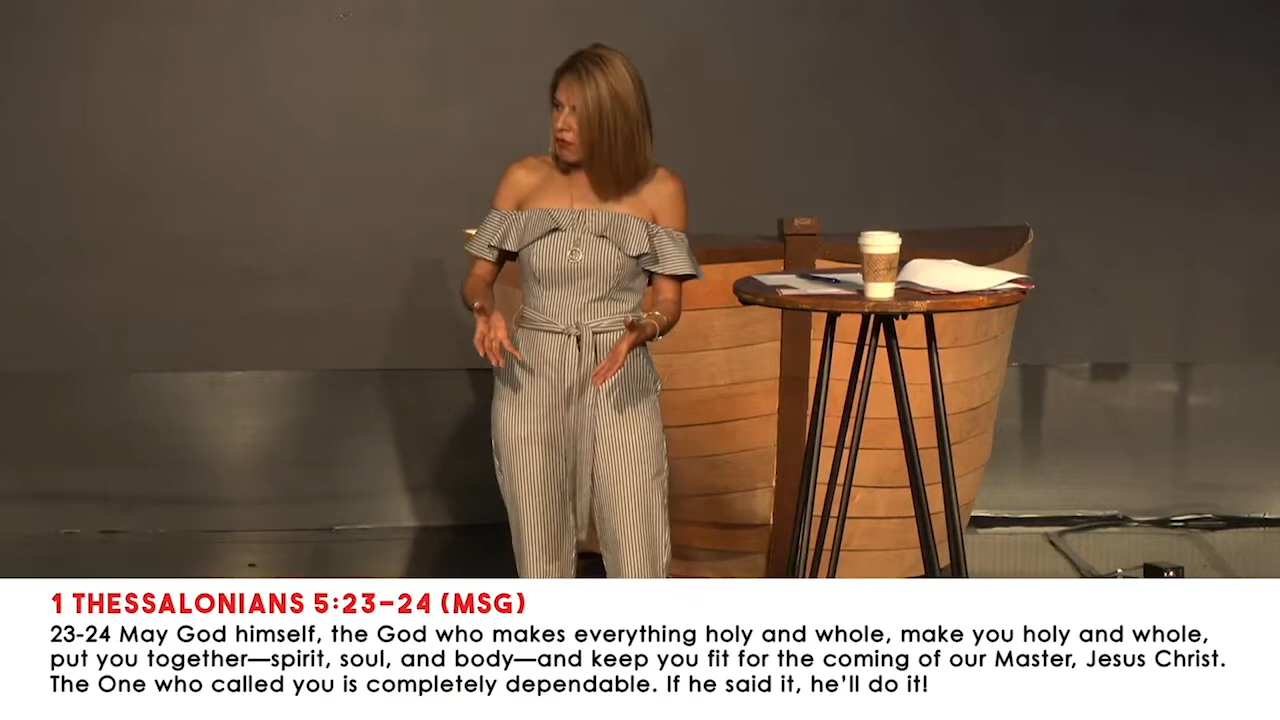 1 THESSALONIANS 5:23-24 (MSG)
23-24 May God himself, the God who makes everything holy and whole, make you holy and whole,
put you together—spirit, soul, and body—and keep you fit for the coming of our Master, Jesus Christ.
The One who called you is completely dependable. If he said it, he'll do it!